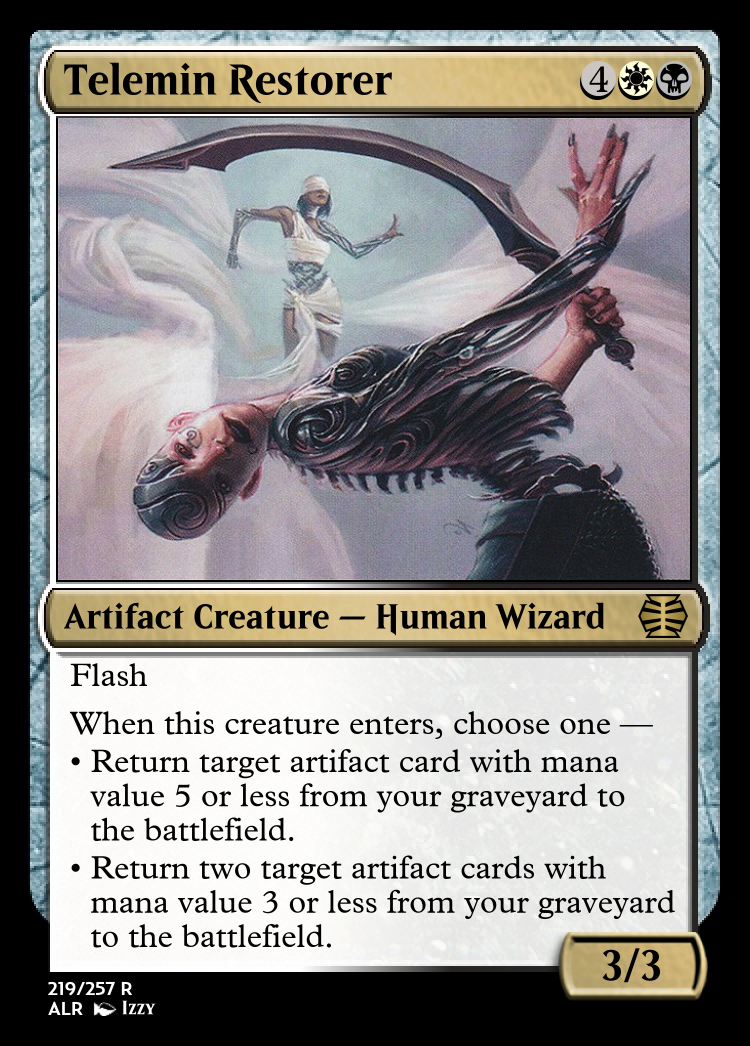 Telemin Restorer 4
Artifact Creature — Human Wizard
Flash
When this creature enters, choose one —
• Return target artifact card with mana
value 5 or less from your graveyard to
the battlefield.
• Return two target artifact cards with
mana value 3 or less from your graveyard
to the battlefield.
3/3
219/257 R
ALR Izzy